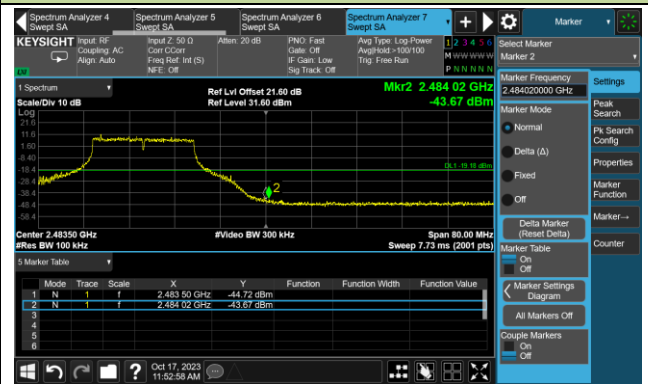 Spectrum Analyzer 4
Swept SA
Spectrum Analyzer 5
Swept SA
Spectrum Analyzer 6
Swept SA
Spectrum Analyzer 7
Swept SA
Marker
KEYSIGHT
Input: RF
Coupling: AC
Align: Auto
Input Z: 50 Ω
Corr CCorr
Freq Ref: Int (S)
NFE: Off
Atten: 20 dB
PNO: Fast
Gate: Off
IF Gain: Low
Sig Track: Off
Avg Type: Log-Power
Avg|Hold:>100/100
Trig: Free Run
1 2 3 4 5 6
M W W W W W
P N N N N N
LXI
Select Marker
Marker 2
1 Spectrum
Scale/Div 10 dB
Log
Ref Lvl Offset 21.60 dB
Ref Level 31.60 dBm
Mkr2 2.484 02 GHz
-43.67 dBm
21.6
11.6
1.60
-8.40
-18.4
-28.4
-38.4
-48.4
-58.4
DL1 -19.18 dBm
2
Center 2.48350 GHz
#Res BW 100 kHz
#Video BW 300 kHz
Span 80.00 MHz
Sweep 7.73 ms (2001 pts)
5 Marker Table
Mode Trace Scale X Y Function Function Width Function Value
1 N 1 f 2.483 50 GHz -44.72 dBm
2 N 1 f 2.484 02 GHz -43.67 dBm
3
4
5
6
Marker Frequency
2.484020000 GHz
Marker Mode
Normal
Delta (Δ)
Fixed
Off
Delta Marker
(Reset Delta)
Marker Table
On
Off
Marker Settings
Diagram
All Markers Off
Couple Markers
On
Off
Settings
Peak
Search
Pk Search
Config
Properties
Marker
Function
Marker→
Counter
?
Oct 17, 2023
11:52:58 AM